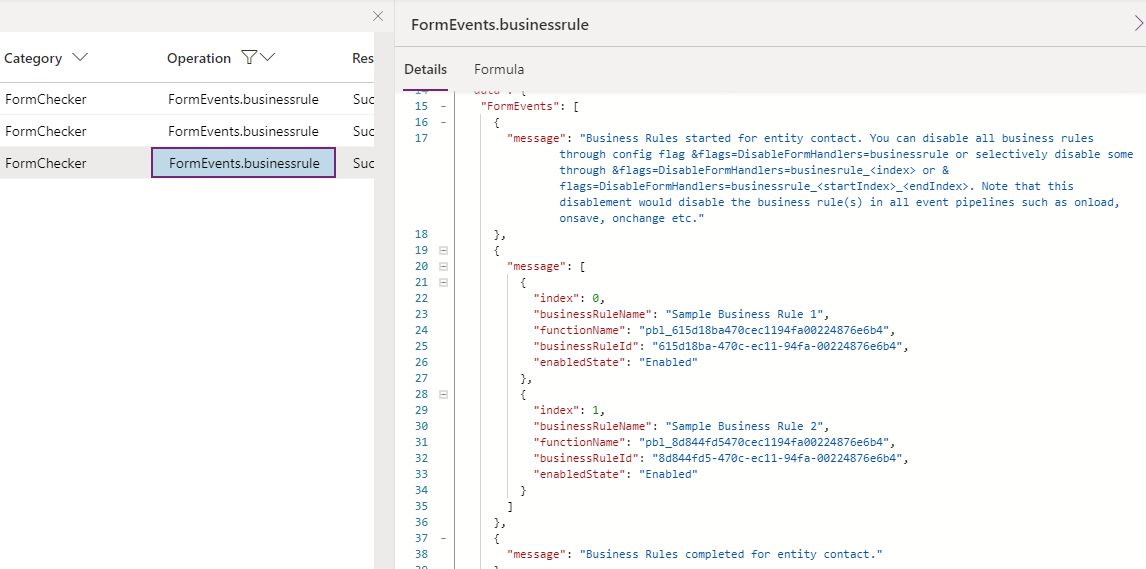 Category
Operation
Res
FormChecker
FormEvents.businessrule
Suc
FormChecker
FormEvents.businessrule
Suc
FormChecker
FormEvents.businessrule
Suc
FormEvents.businessrule
Details
Formula
14 "data": {
15 - "FormEvents": [
16 - {
17 "message": "Business Rules started for entity contact. You can disable all business rules
through config flag &flags=DisableFormHandlers=businessrule or selectively disable some
through &flags=DisableFormHandlers=businesrule_<index> or &
flags=DisableFormHandlers=businessrule_<startIndex>_<endIndex>. Note that this
disablement would disable the business rule(s) in all event pipelines such as onload,
onsave, onchange etc."
18 },
19 {
20 "message": [
21 {
22 "index": 0,
23 "businessRuleName": "Sample Business Rule 1",
24 "functionName": "pbl_615d18ba470cec1194fa00224876e6b4",
25 "businessRuleId": "615d18ba-470c-ec11-94fa-00224876e6b4",
26 "enabledState": "Enabled"
27 },
28 {
29 "index": 1,
30 "businessRuleName": "Sample Business Rule 2",
31 "functionName": "pbl_8d844fd5470cec1194fa00224876e6b4",
32 "businessRuleId": "8d844fd5-470c-ec11-94fa-00224876e6b4",
33 "enabledState": "Enabled"
34 }
35 ]
36 },
37 - {
38 "message": "Business Rules completed for entity contact."
39